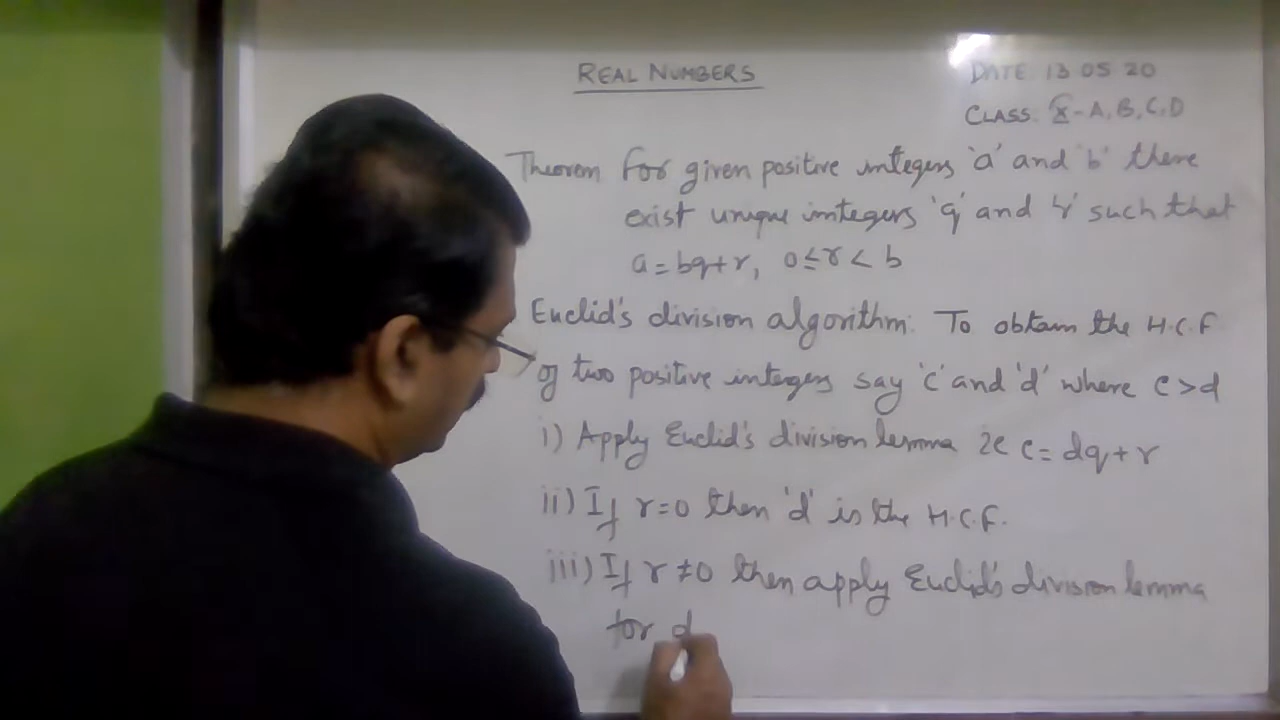 REAL NUMBERS
DATE: 13 05 20
CLASS: X - A, B, C, D
Theorem For given positive integers 'a' and 'b' there
exist unique integers 'q' and 'r' such that
a = bq + r, 0 ≤ r < b
Euclid's division algorithm: To obtain the H.C.F
of two positive integers say 'c' and 'd' where c > d
i) Apply Euclid's division lemma ie c = dq + r
ii) If r = 0 then 'd' is the H.C.F.
iii) If r ≠ 0 then apply Euclid's division lemma
for d